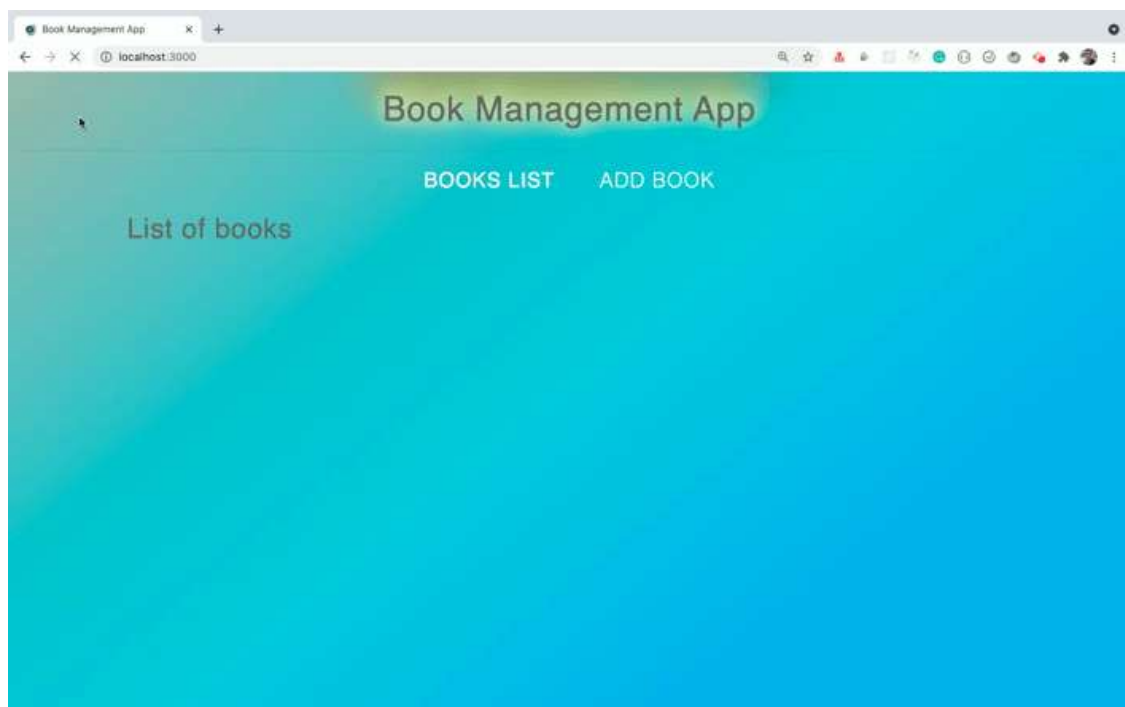 Book Management App
localhost:3000
Book Management App
BOOKS LIST ADD BOOK
List of books